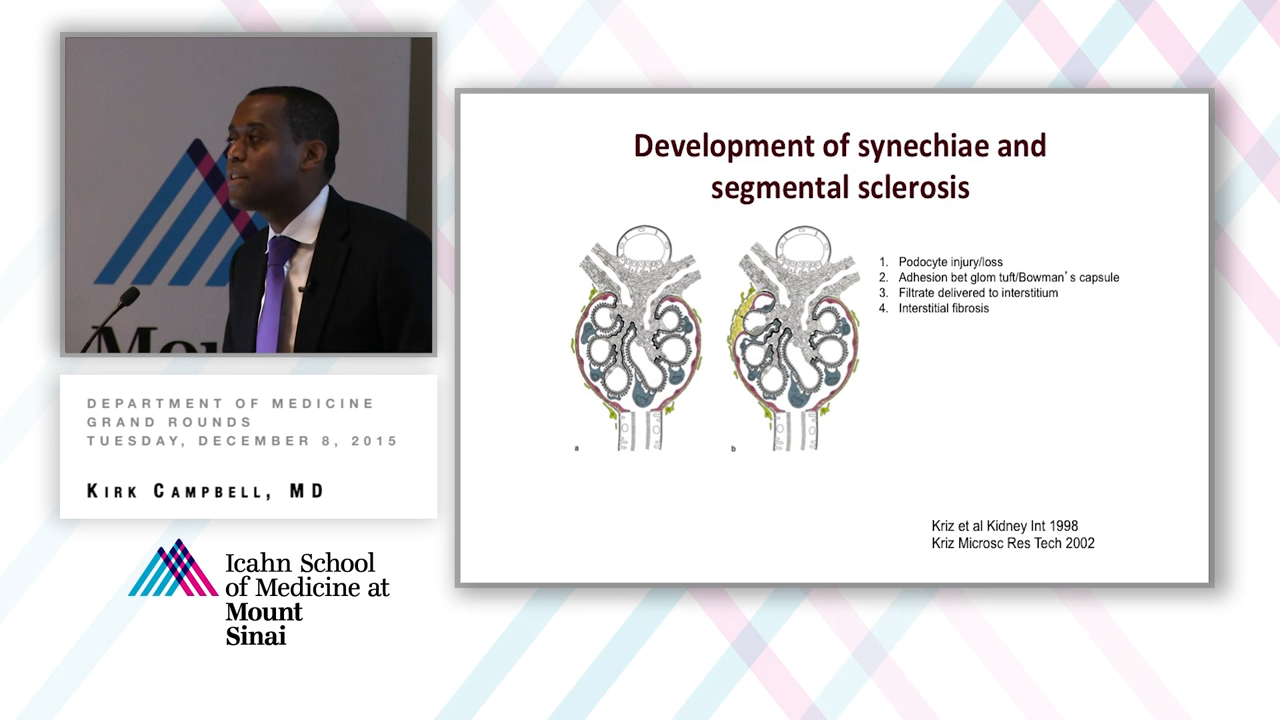 Mou
DEPARTMENT OF MEDICINE
GRAND ROUNDS
TUESDAY, DECEMBER 8, 2015
KIRK CAMPBELL, MD
Icahn School
of Medicine at
Mount
Sinai
Development of synechiae and
segmental sclerosis
1. Podocyte injury/loss
2. Adhesion bet glom tuft/Bowman's capsule
3. Filtrate delivered to interstitium
4. Interstitial fibrosis
a
b
Kriz et al Kidney Int 1998
Kriz Microsc Res Tech 2002